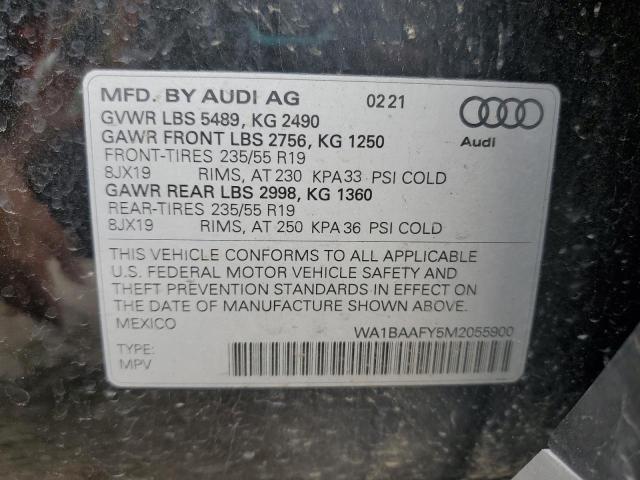 MFD. BY AUDI AG 02 21
GVWR LBS 5489, KG 2490
GAWR FRONT LBS 2756, KG 1250
Audi
FRONT-TIRES 235/55 R19
8JX19 RIMS, AT 230 KPA 33 PSI COLD
GAWR REAR LBS 2998, KG 1360
REAR-TIRES 235/55 R19
8JX19 RIMS, AT 250 KPA 36 PSI COLD
THIS VEHICLE CONFORMS TO ALL APPLICABLE
U.S. FEDERAL MOTOR VEHICLE SAFETY AND
THEFT PREVENTION STANDARDS IN EFFECT ON
THE DATE OF MANUFACTURE SHOWN ABOVE.
MEXICO WA1BAAFY5M2055900
TYPE:
MPV